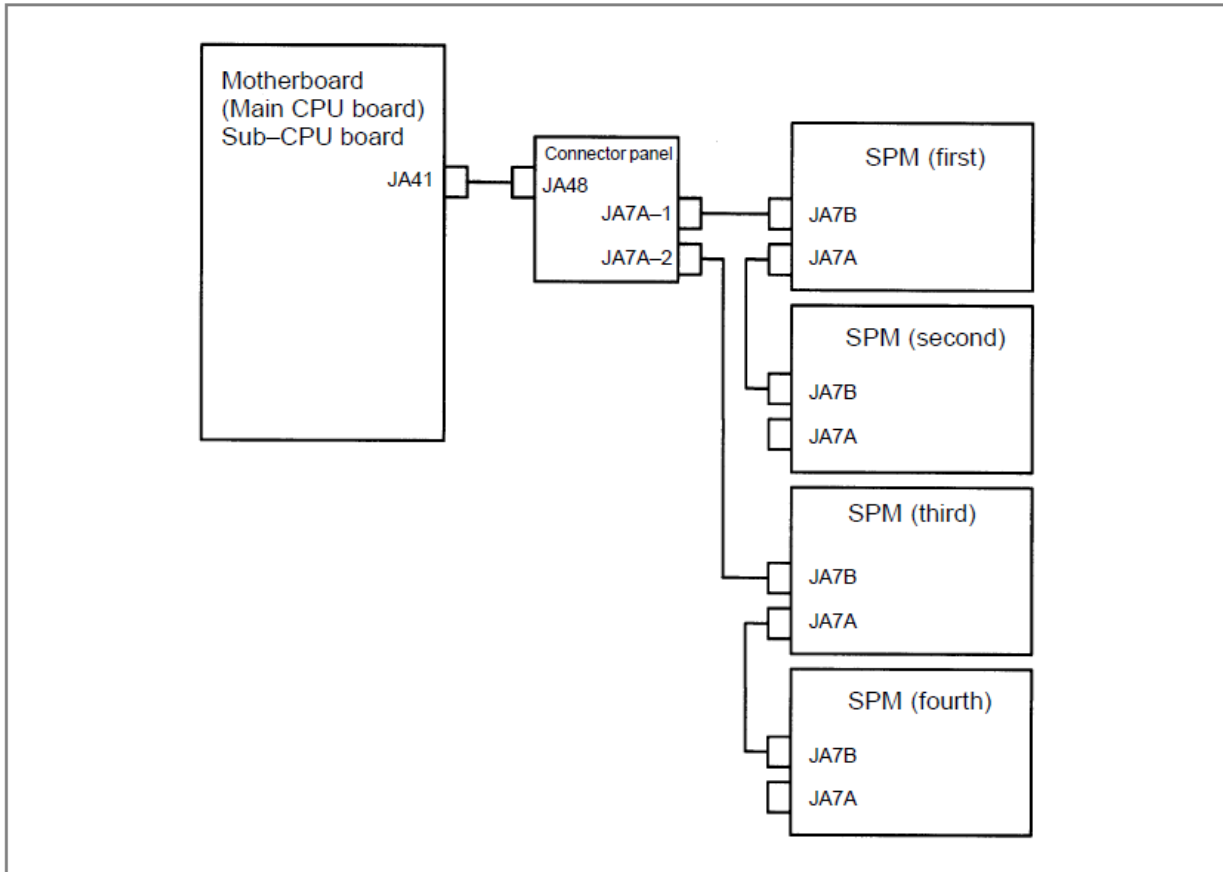 Motherboard
(Main CPU board)
Sub–CPU board
JA41
Connector panel
JA48
JA7A–1
JA7A–2
SPM (first)
JA7B
JA7A
SPM (second)
JA7B
JA7A
SPM (third)
JA7B
JA7A
SPM (fourth)
JA7B
JA7A